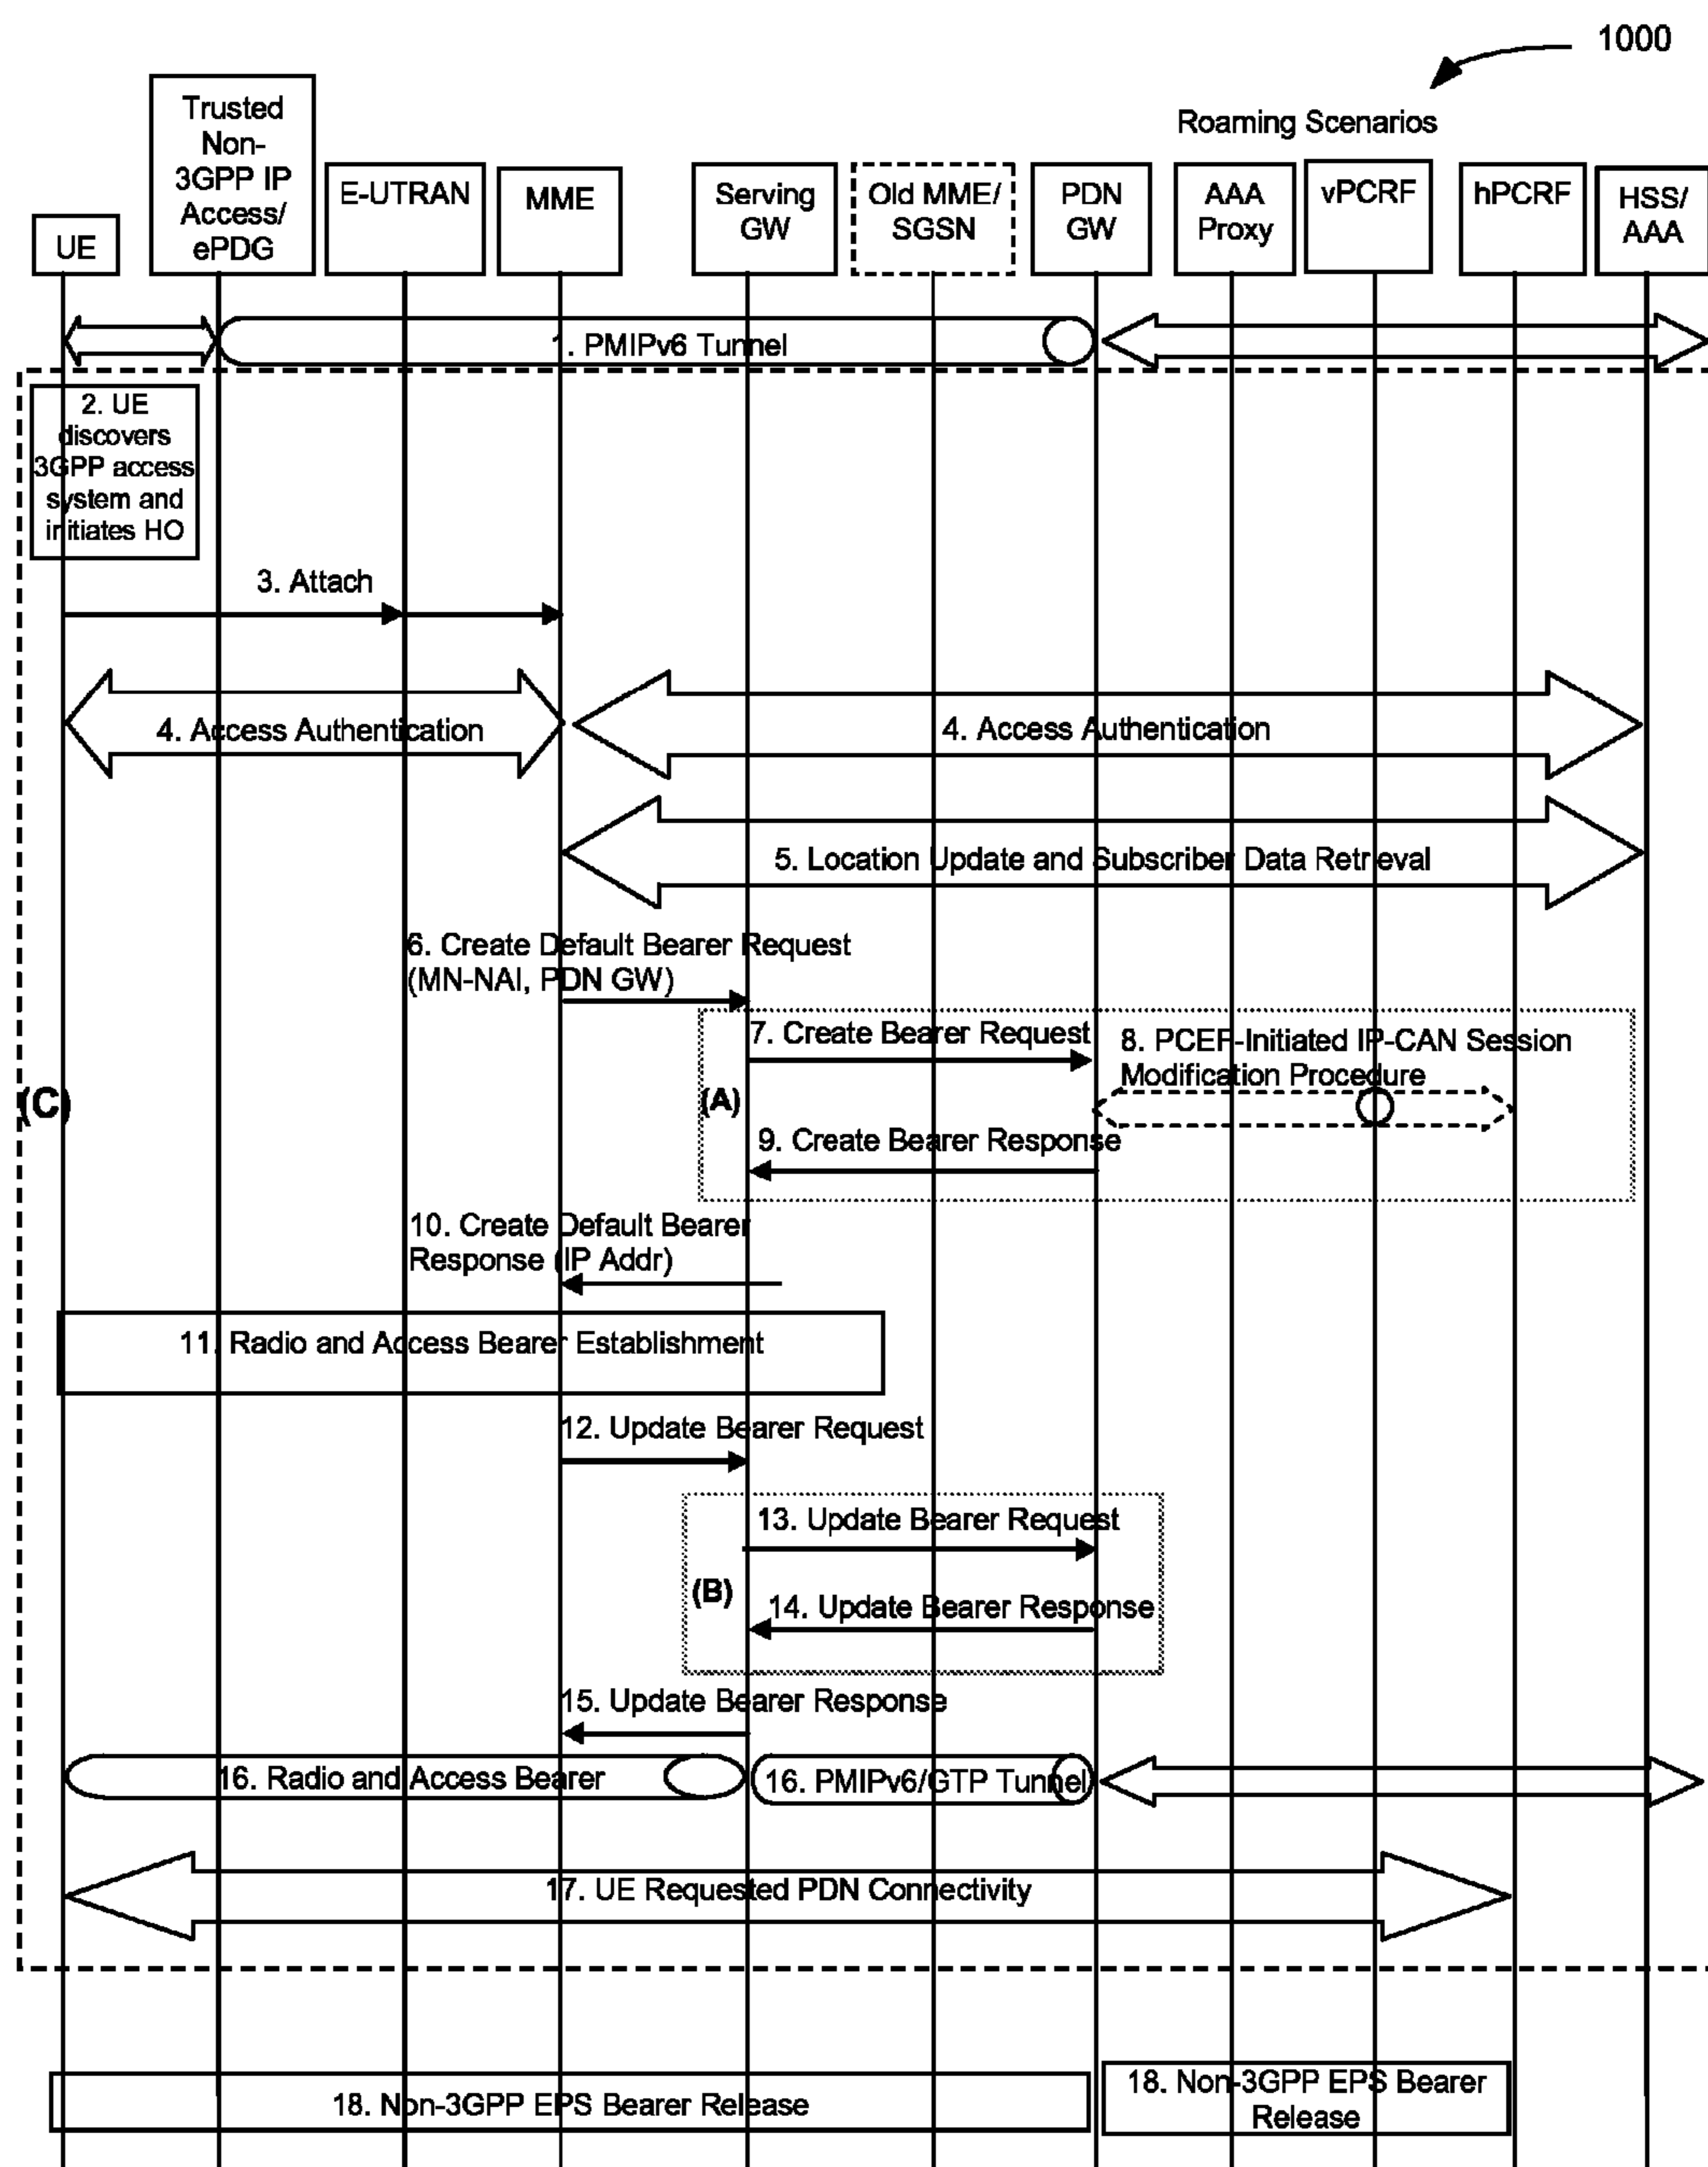 1000
Roaming Scenarios
Trusted
Non-
3GPP IP
Access/
ePDG
UE
E-UTRAN
MME
Serving
GW
Old MME/
SGSN
PDN
GW
AAA
Proxy
vPCRF
hPCRF
HSS/
AAA
1. PMIPv6 Tunnel
2. UE
discovers
3GPP access
system and
initiates HO
3. Attach
4. Access Authentication
4. Access Authentication
5. Location Update and Subscriber Data Retrieval
6. Create Default Bearer Request
(MN-NAI, PDN GW)
7. Create Bearer Request
8. PCEF-Initiated IP-CAN Session
Modification Procedure
(C)
(A)
9. Create Bearer Response
10. Create Default Bearer
Response (IP Addr)
11. Radio and Access Bearer Establishment
12. Update Bearer Request
13. Update Bearer Request
(B)
14. Update Bearer Response
15. Update Bearer Response
16. Radio and Access Bearer
16. PMIPv6/GTP Tunnel
17. UE Requested PDN Connectivity
18. Non-3GPP EPS Bearer Release
18. Non-3GPP EPS Bearer
Release